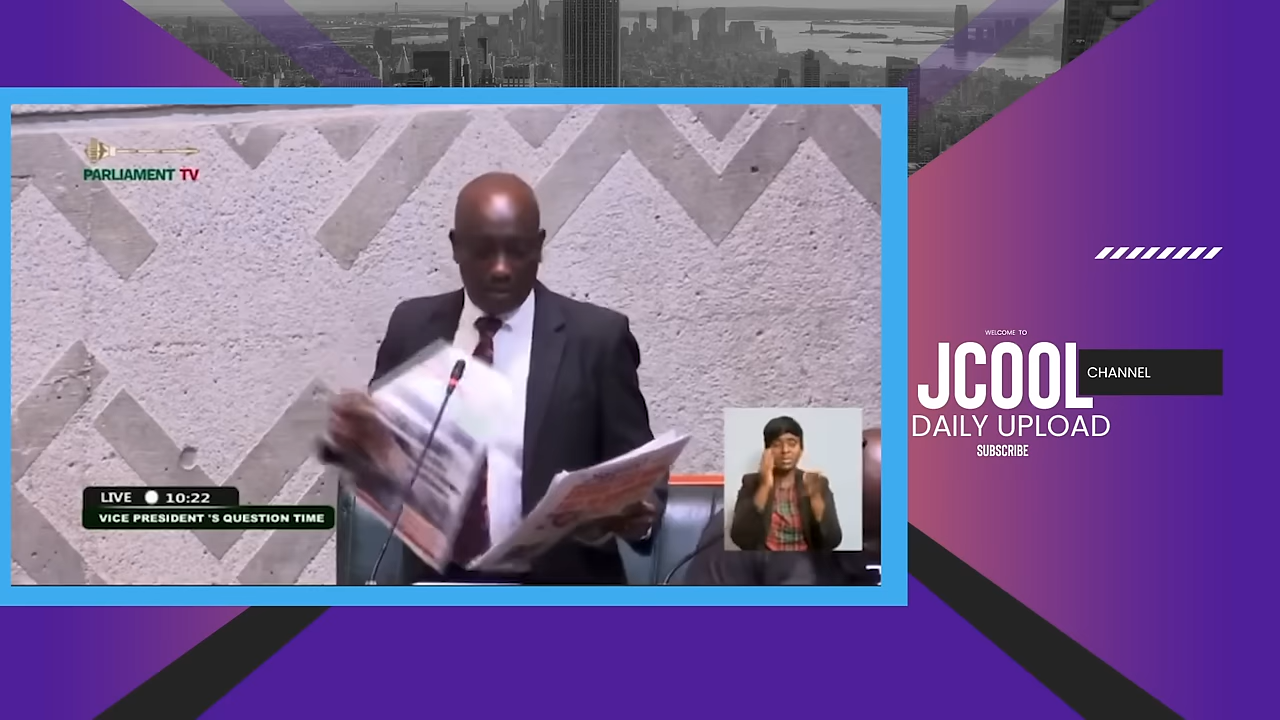 PARLIAMENT TV
LIVE 10:22
VICE PRESIDENT 'S QUESTION TIME
WELCOME TO
JCOOL
CHANNEL
DAILY UPLOAD
SUBSCRIBE